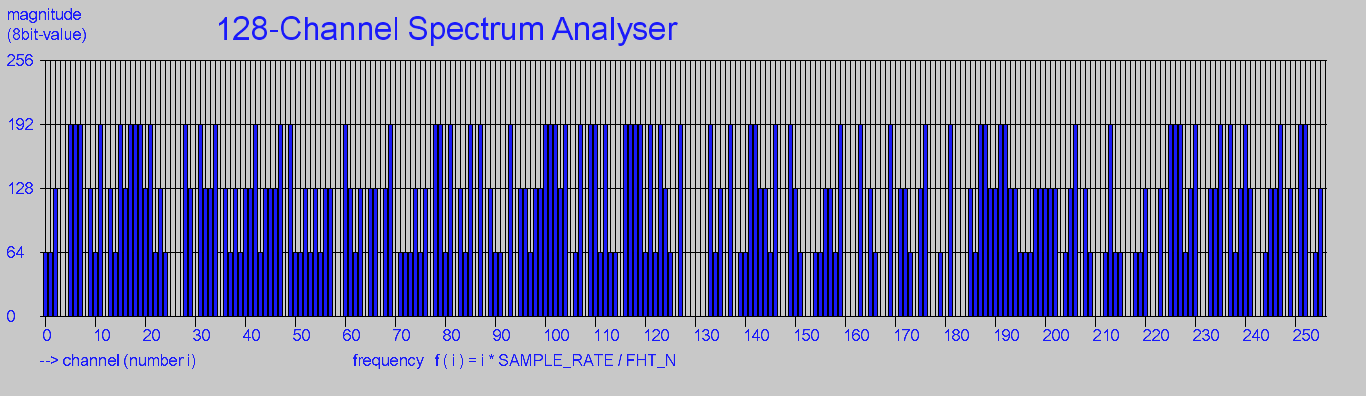 magnitude
(8bit-value)
128-Channel Spectrum Analyser
256
192
128
64
0
0 10 20 30 40 50 60 70 80 90 100 110 120 130 140 150 160 170 180 190 200 210 220 230 240 250
--> channel (number i) frequency f ( i ) = i * SAMPLE_RATE / FHT_N